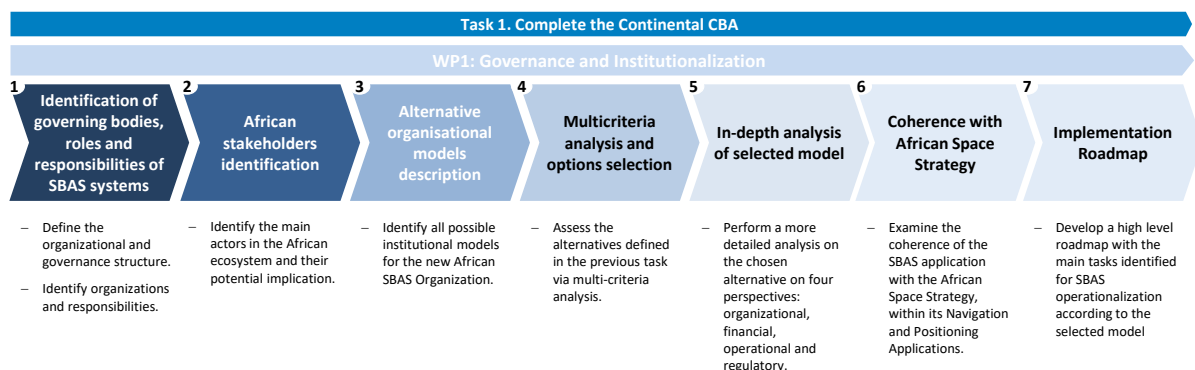 Task 1. Complete the Continental CBA
WP1: Governance and Institutionalization
1
Identification of
governing bodies,
roles and
responsibilities of
SBAS systems
2
African
stakeholders
identification
3
Alternative
organisational
models
description
4
Multicriteria
analysis and
options selection
5
In-depth analysis
of selected model
6
Coherence with
African Space
Strategy
7
Implementation
Roadmap
– Define the
organizational and
governance structure.
– Identify organizations
and responsibilities.
– Identify the main
actors in the African
ecosystem and their
potential implication.
– Identify all possible
institutional models
for the new African
SBAS Organization.
– Assess the
alternatives defined
in the previous task
via multi-criteria
analysis.
– Perform a more
detailed analysis on
the chosen
alternative on four
perspectives:
organizational,
financial,
operational and
regulatory.
– Examine the
coherence of the
SBAS application
with the African
Space Strategy,
within its Navigation
and Positioning
Applications.
– Develop a high level
roadmap with the
main tasks identified
for SBAS
operationalization
according to the
selected model